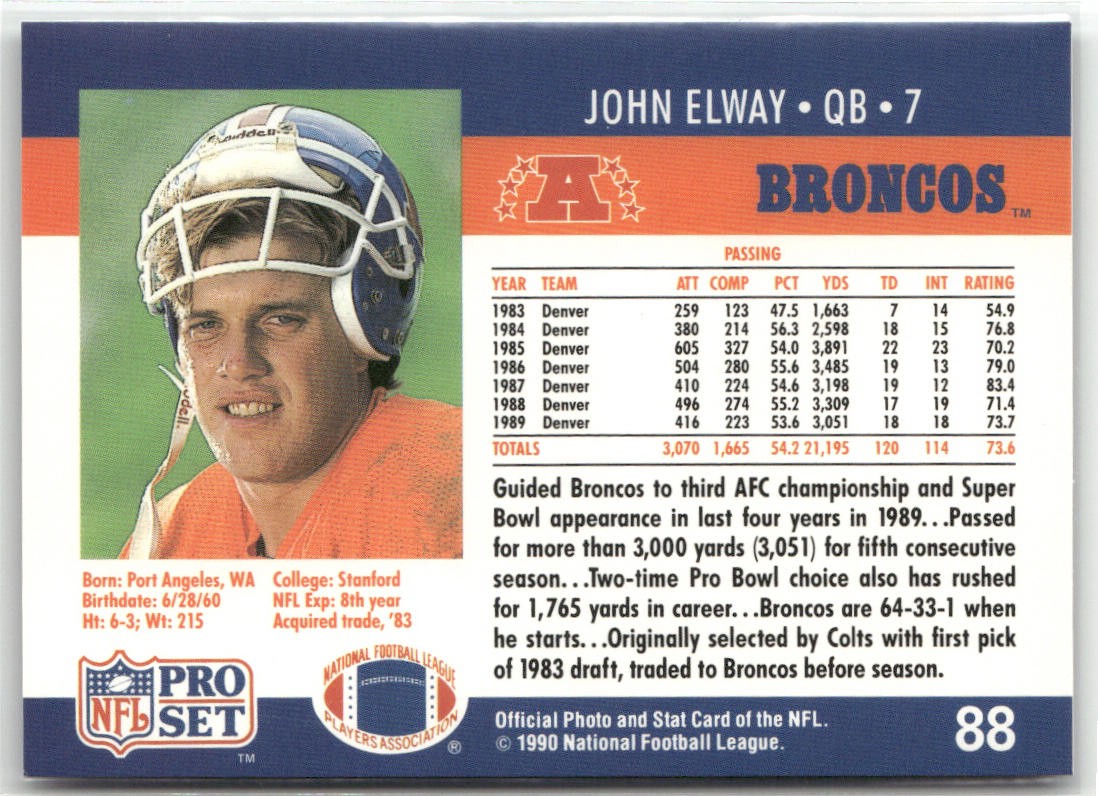 JOHN ELWAY • QB • 7
A
BRONCOS TM
Riddell
dell.
PASSING
YEAR TEAM ATT COMP PCT YDS TD INT RATING
1983 Denver 259 123 47.5 1,663 7 14 54.9
1984 Denver 380 214 56.3 2,598 18 15 76.8
1985 Denver 605 327 54.0 3,891 22 23 70.2
1986 Denver 504 280 55.6 3,485 19 13 79.0
1987 Denver 410 224 54.6 3,198 19 12 83.4
1988 Denver 496 274 55.2 3,309 17 19 71.4
1989 Denver 416 223 53.6 3,051 18 18 73.7
TOTALS 3,070 1,665 54.2 21,195 120 114 73.6
Guided Broncos to third AFC championship and Super
Bowl appearance in last four years in 1989...Passed
for more than 3,000 yards (3,051) for fifth consecutive
season...Two-time Pro Bowl choice also has rushed
for 1,765 yards in career...Broncos are 64-33-1 when
he starts...Originally selected by Colts with first pick
of 1983 draft, traded to Broncos before season.
Born: Port Angeles, WA
Birthdate: 6/28/60
Ht: 6-3; Wt: 215
College: Stanford
NFL Exp: 8th year
Acquired trade, '83
NFL PRO SET TM
NATIONAL FOOTBALL LEAGUE
PLAYERS ASSOCIATION ®
Official Photo and Stat Card of the NFL.
© 1990 National Football League.
88